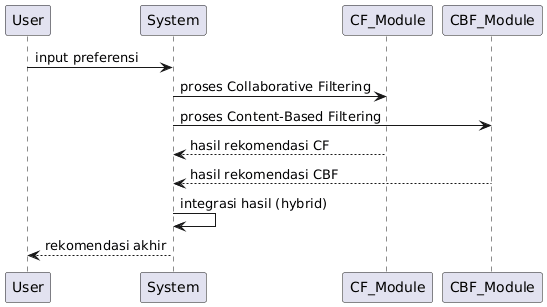 User System CF_Module CBF_Module
input preferensi
proses Collaborative Filtering
proses Content-Based Filtering
hasil rekomendasi CF
hasil rekomendasi CBF
integrasi hasil (hybrid)
rekomendasi akhir
User System CF_Module CBF_Module